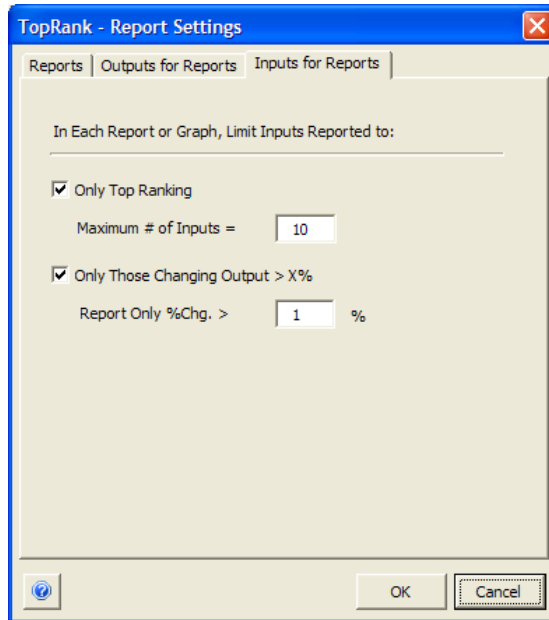 TopRank - Report Settings
Reports
Outputs for Reports
Inputs for Reports
In Each Report or Graph, Limit Inputs Reported to:
Only Top Ranking
Maximum # of Inputs =
10
Only Those Changing Output > X%
Report Only %Chg. >
1
%
?
OK
Cancel